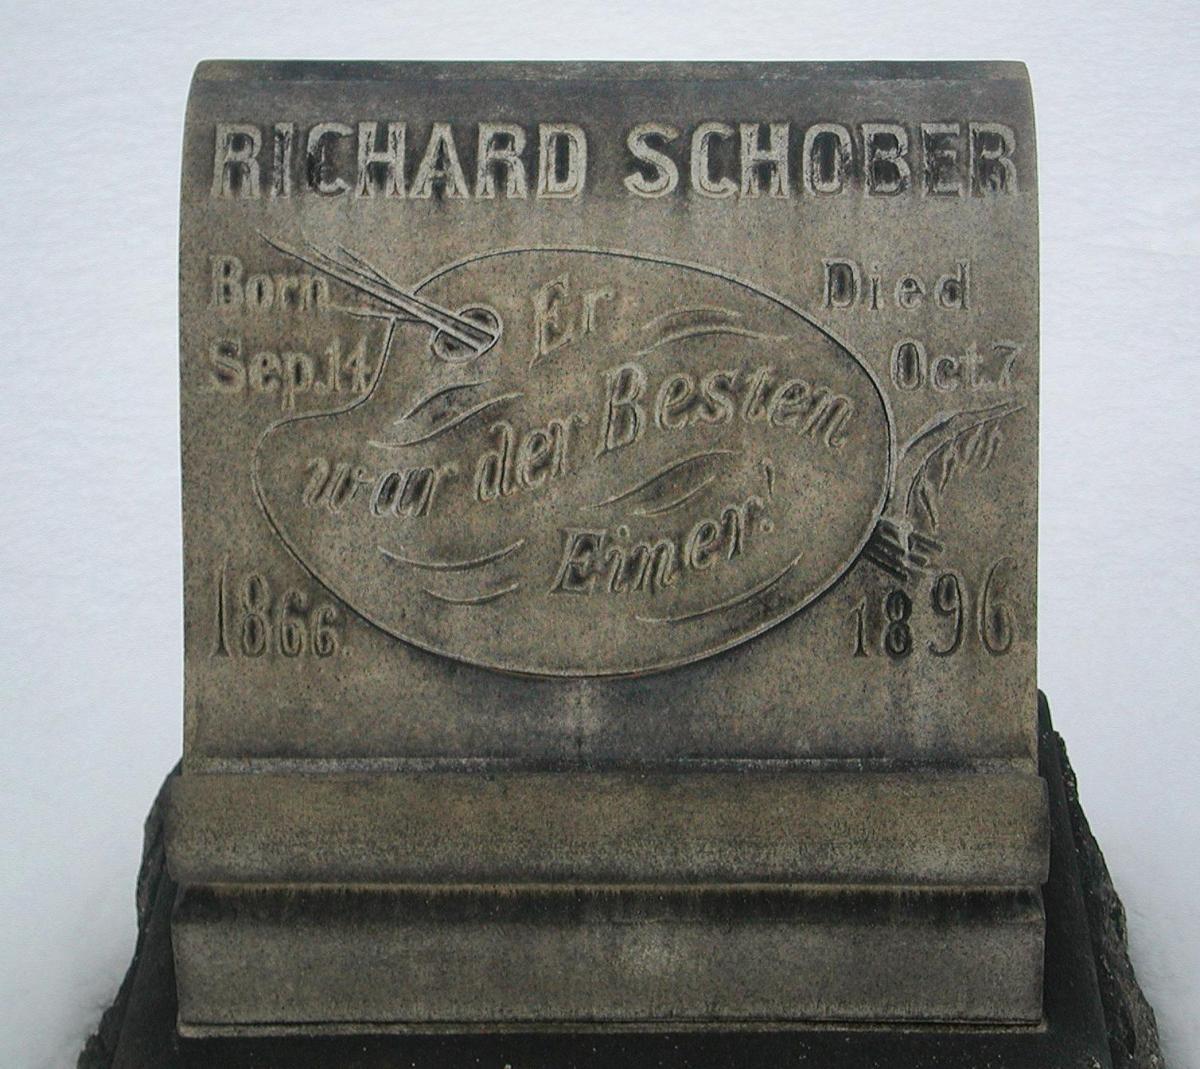 RICHARD SCHOBER
Born
Sep. 14
1866.
Er
war der Besten
Einer!
Died
Oct. 7
1896